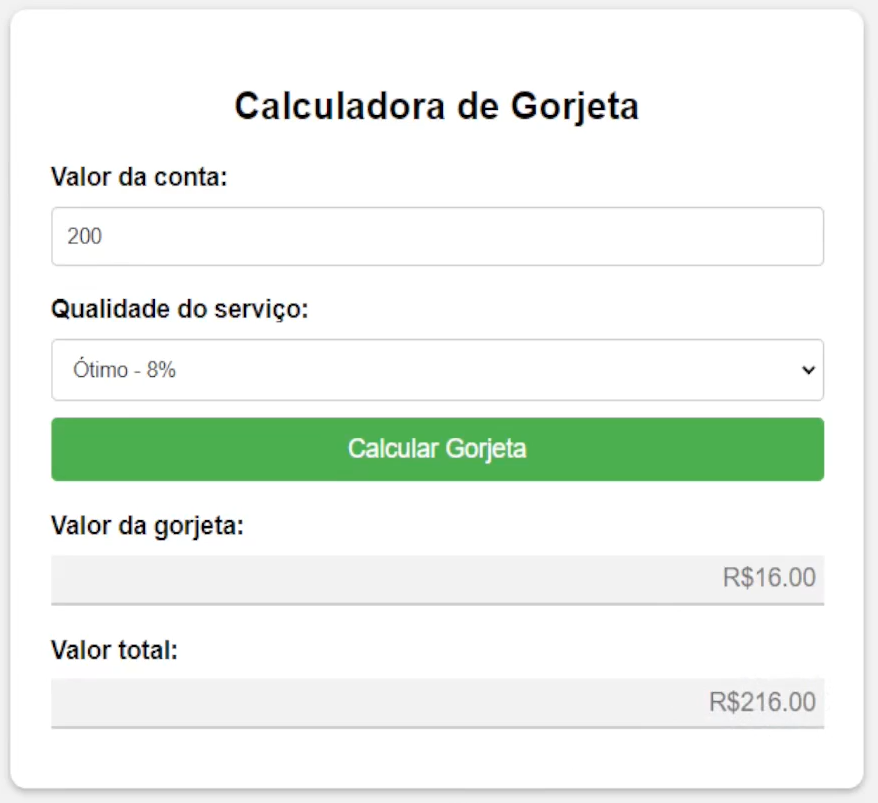 Calculadora de Gorjeta
Valor da conta:
200
Qualidade do serviço:
Ótimo - 8%
Calcular Gorjeta
Valor da gorjeta:
R$16.00
Valor total:
R$216.00